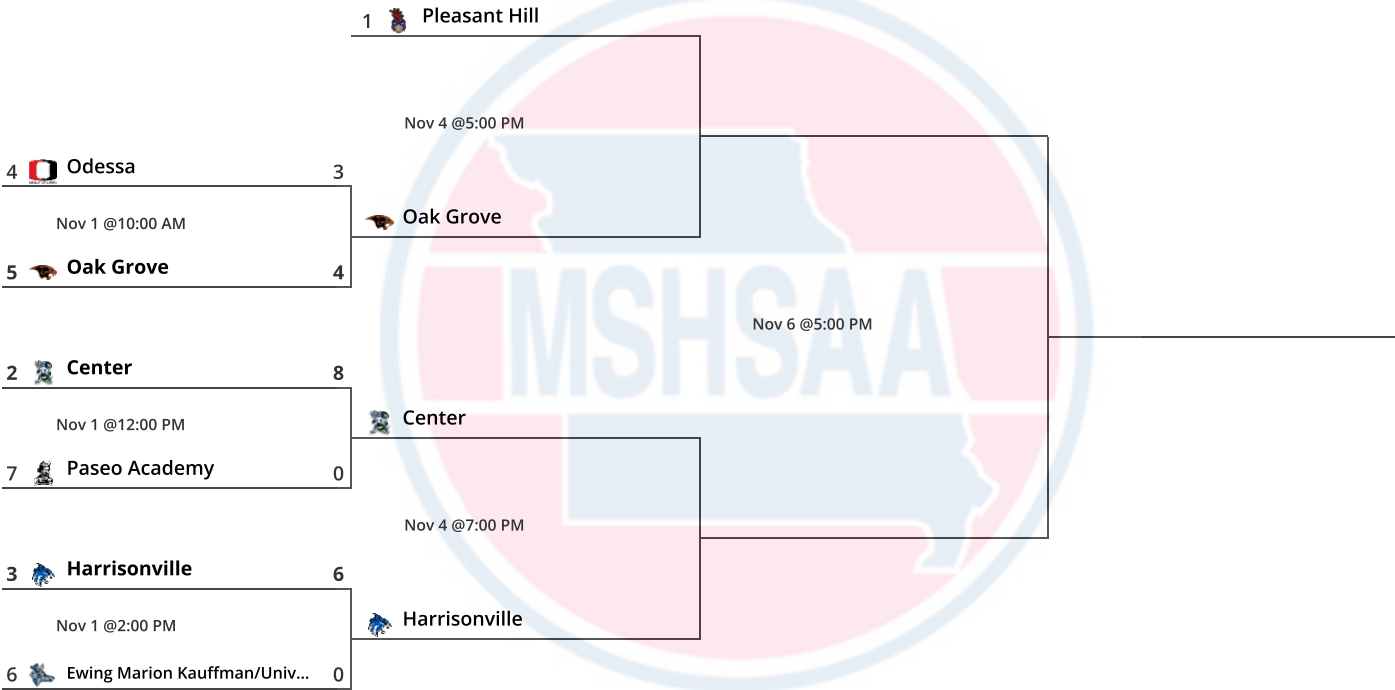 1 Pleasant Hill
Nov 4 @5:00 PM
4 Odessa 3
Nov 1 @10:00 AM
Oak Grove
5 Oak Grove 4
MSHSAA
Nov 6 @5:00 PM
2 Center 8
Nov 1 @12:00 PM
Center
7 Paseo Academy 0
Nov 4 @7:00 PM
3 Harrisonville 6
Nov 1 @2:00 PM
Harrisonville
6 Ewing Marion Kauffman/Univ... 0